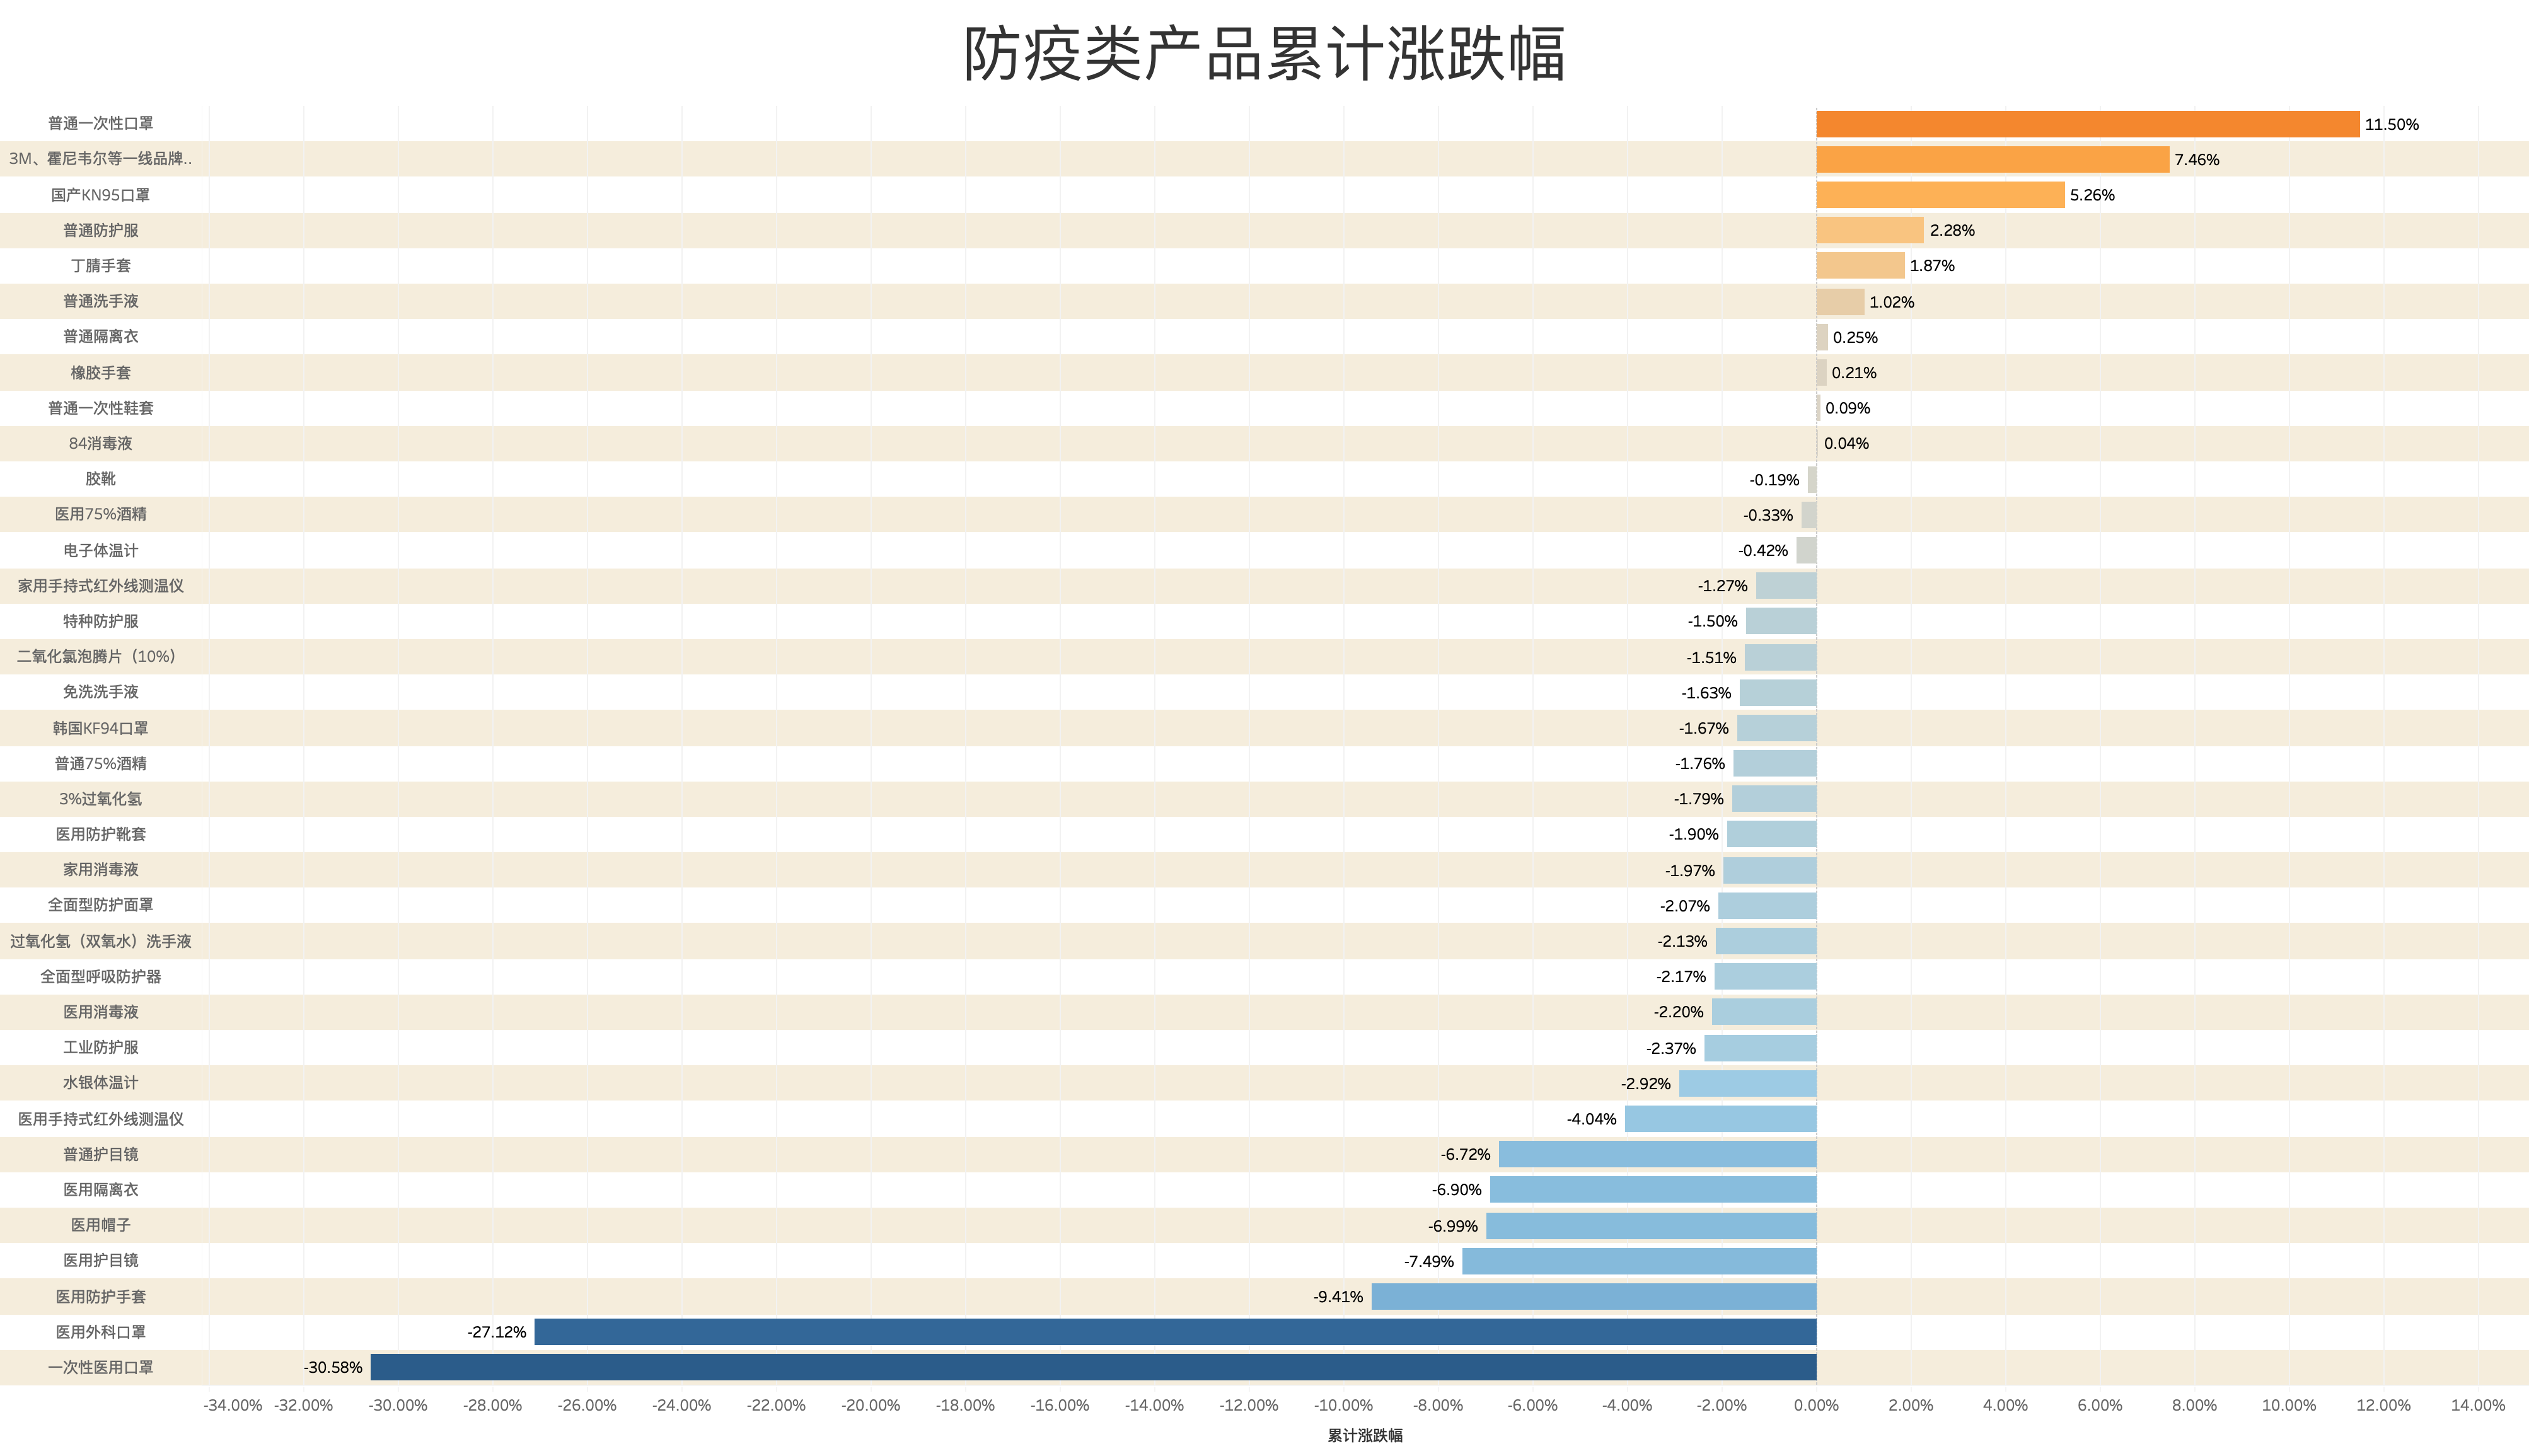 防疫类产品累计涨跌幅
普通一次性口罩 11.50%
3M、霍尼韦尔等一线品牌.. 7.46%
国产KN95口罩 5.26%
普通防护服 2.28%
丁腈手套 1.87%
普通洗手液 1.02%
普通隔离衣 0.25%
橡胶手套 0.21%
普通一次性鞋套 0.09%
84消毒液 0.04%
胶靴 -0.19%
医用75%酒精 -0.33%
电子体温计 -0.42%
家用手持式红外线测温仪 -1.27%
特种防护服 -1.50%
二氧化氯泡腾片（10%） -1.51%
免洗洗手液 -1.63%
韩国KF94口罩 -1.67%
普通75%酒精 -1.76%
3%过氧化氢 -1.79%
医用防护靴套 -1.90%
家用消毒液 -1.97%
全面型防护面罩 -2.07%
过氧化氢（双氧水）洗手液 -2.13%
全面型呼吸防护器 -2.17%
医用消毒液 -2.20%
工业防护服 -2.37%
水银体温计 -2.92%
医用手持式红外线测温仪 -4.04%
普通护目镜 -6.72%
医用隔离衣 -6.90%
医用帽子 -6.99%
医用护目镜 -7.49%
医用防护手套 -9.41%
医用外科口罩 -27.12%
一次性医用口罩 -30.58%
-34.00% -32.00% -30.00% -28.00% -26.00% -24.00% -22.00% -20.00% -18.00% -16.00% -14.00% -12.00% -10.00% -8.00% -6.00% -4.00% -2.00% 0.00% 2.00% 4.00% 6.00% 8.00% 10.00% 12.00% 14.00%
累计涨跌幅